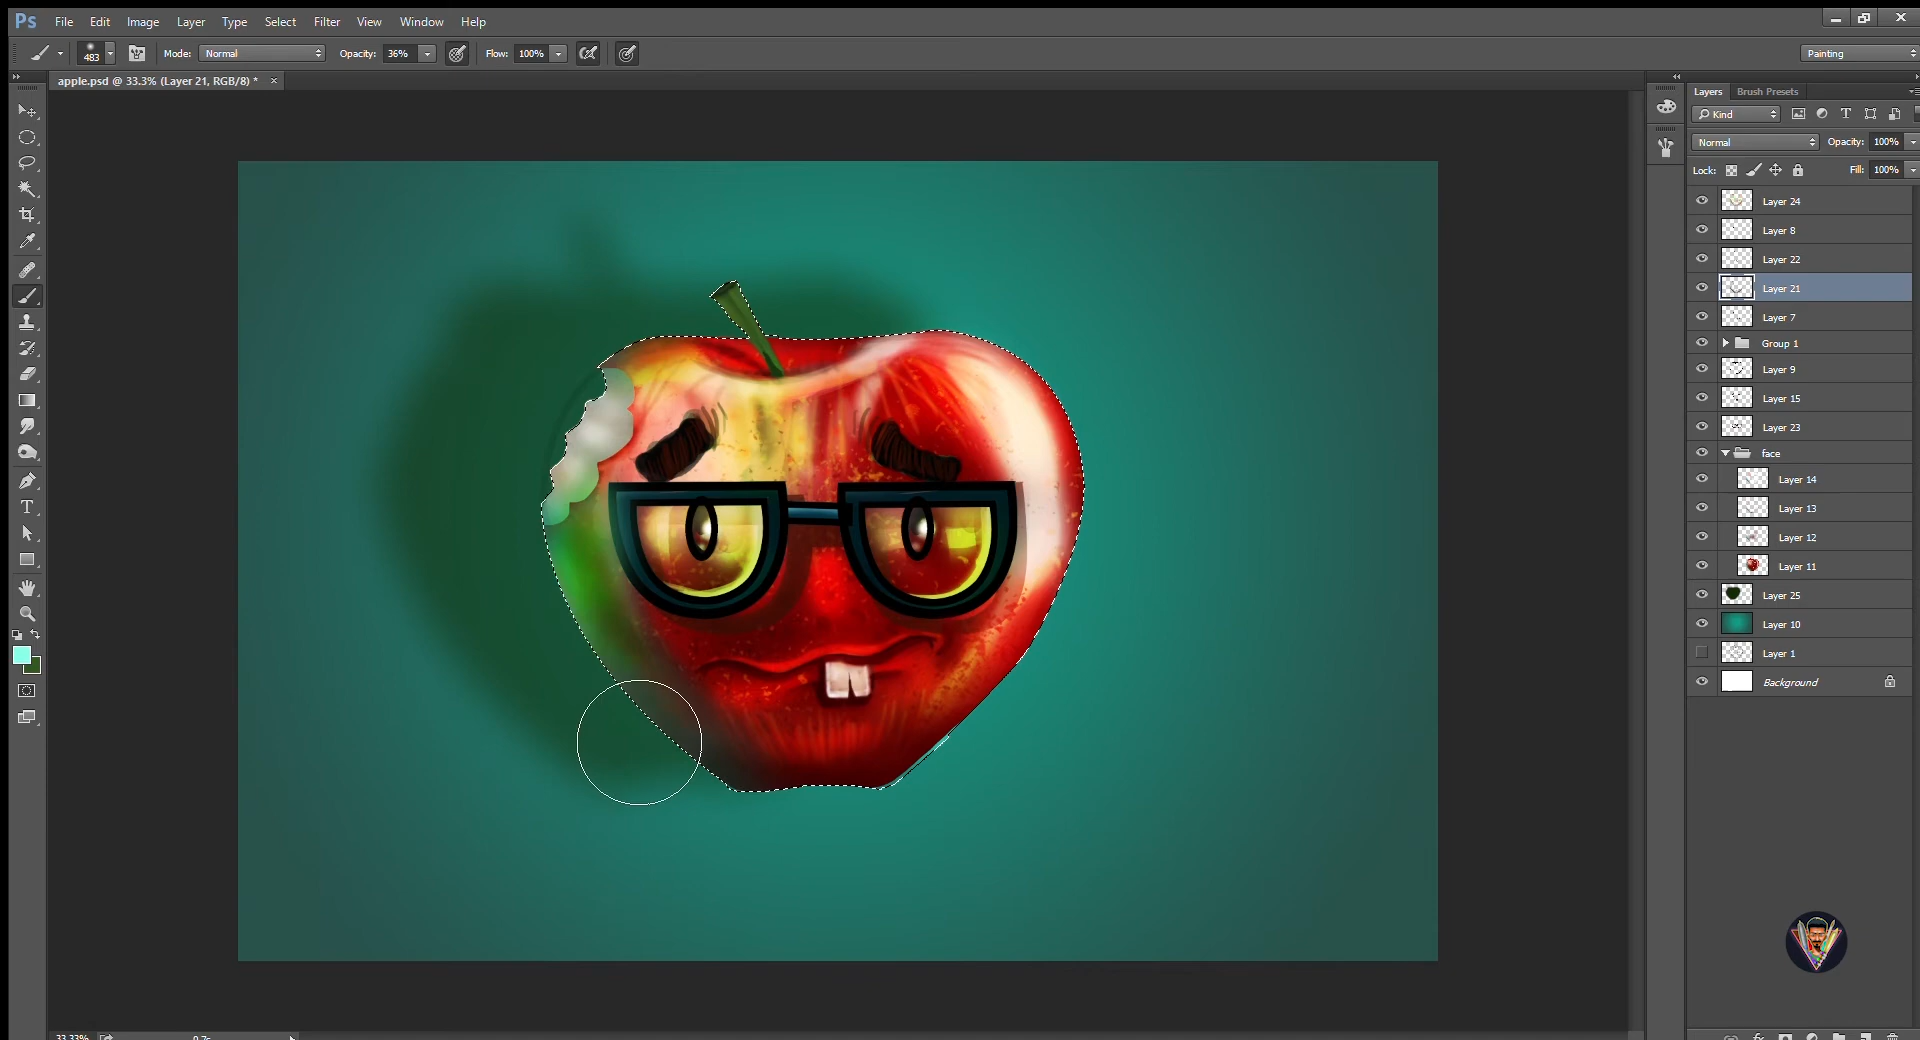 Ps File Edit Image Layer Type Select Filter View Window Help
483 Mode: Normal Opacity: 36% Flow: 100% Painting
apple.psd @ 33.3% (Layer 21, RGB/8) * ×
Layers Brush Presets
Kind
Normal Opacity: 100%
Lock: Fill: 100%
Layer 24
Layer 8
Layer 22
Layer 21
Layer 7
Group 1
Layer 9
Layer 15
Layer 23
face
Layer 14
Layer 13
Layer 12
Layer 11
Layer 25
Layer 10
Layer 1
Background
33.33%